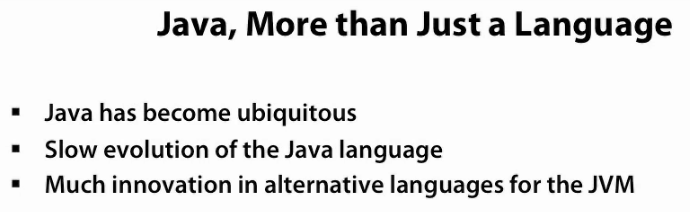 Java, More than Just a Language
▪ Java has become ubiquitous
▪ Slow evolution of the Java language
▪ Much innovation in alternative languages for the JVM